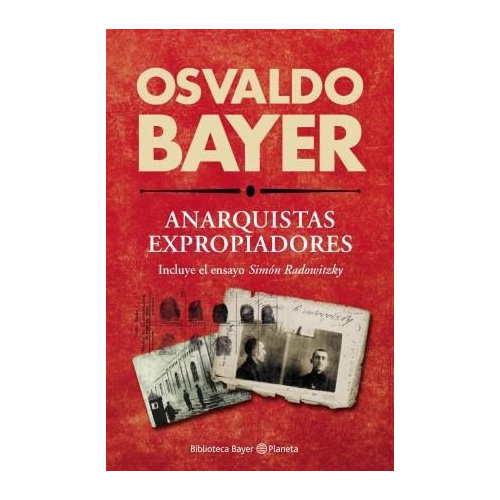 OSVALDO
BAYER
ANARQUISTAS
EXPROPIADORES
Incluye el ensayo Simón Radowitzky
Biblioteca Bayer Planeta